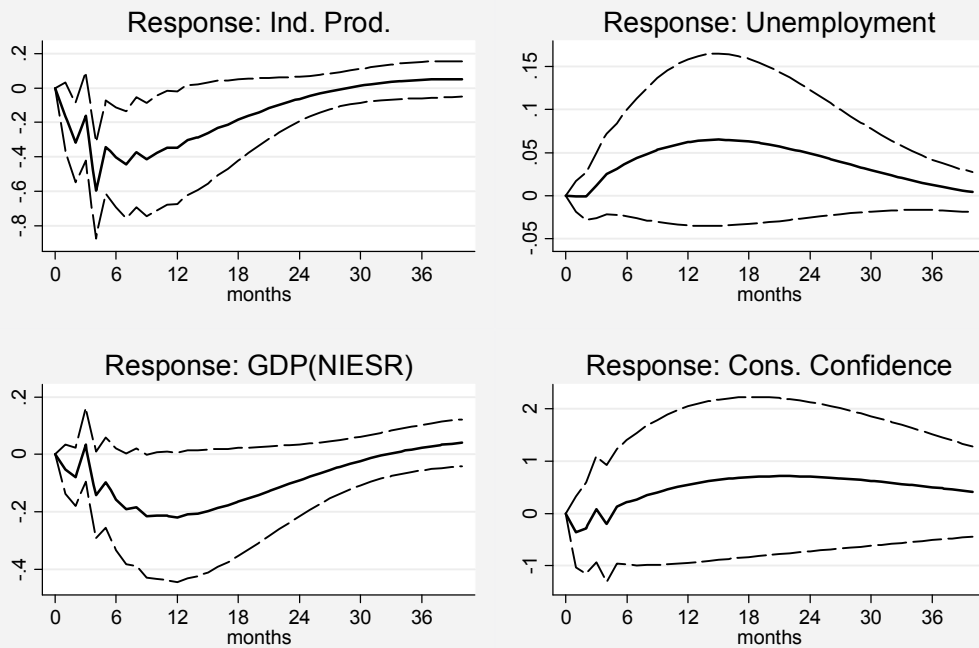 Response: Ind. Prod.
.2
0
-.2
-.4
-.6
-.8
0 6 12 18 24 30 36
months
Response: Unemployment
.15
.1
.05
0
-.05
0 6 12 18 24 30 36
months
Response: GDP(NIESR)
.2
0
-.2
-.4
0 6 12 18 24 30 36
months
Response: Cons. Confidence
2
1
0
-1
0 6 12 18 24 30 36
months